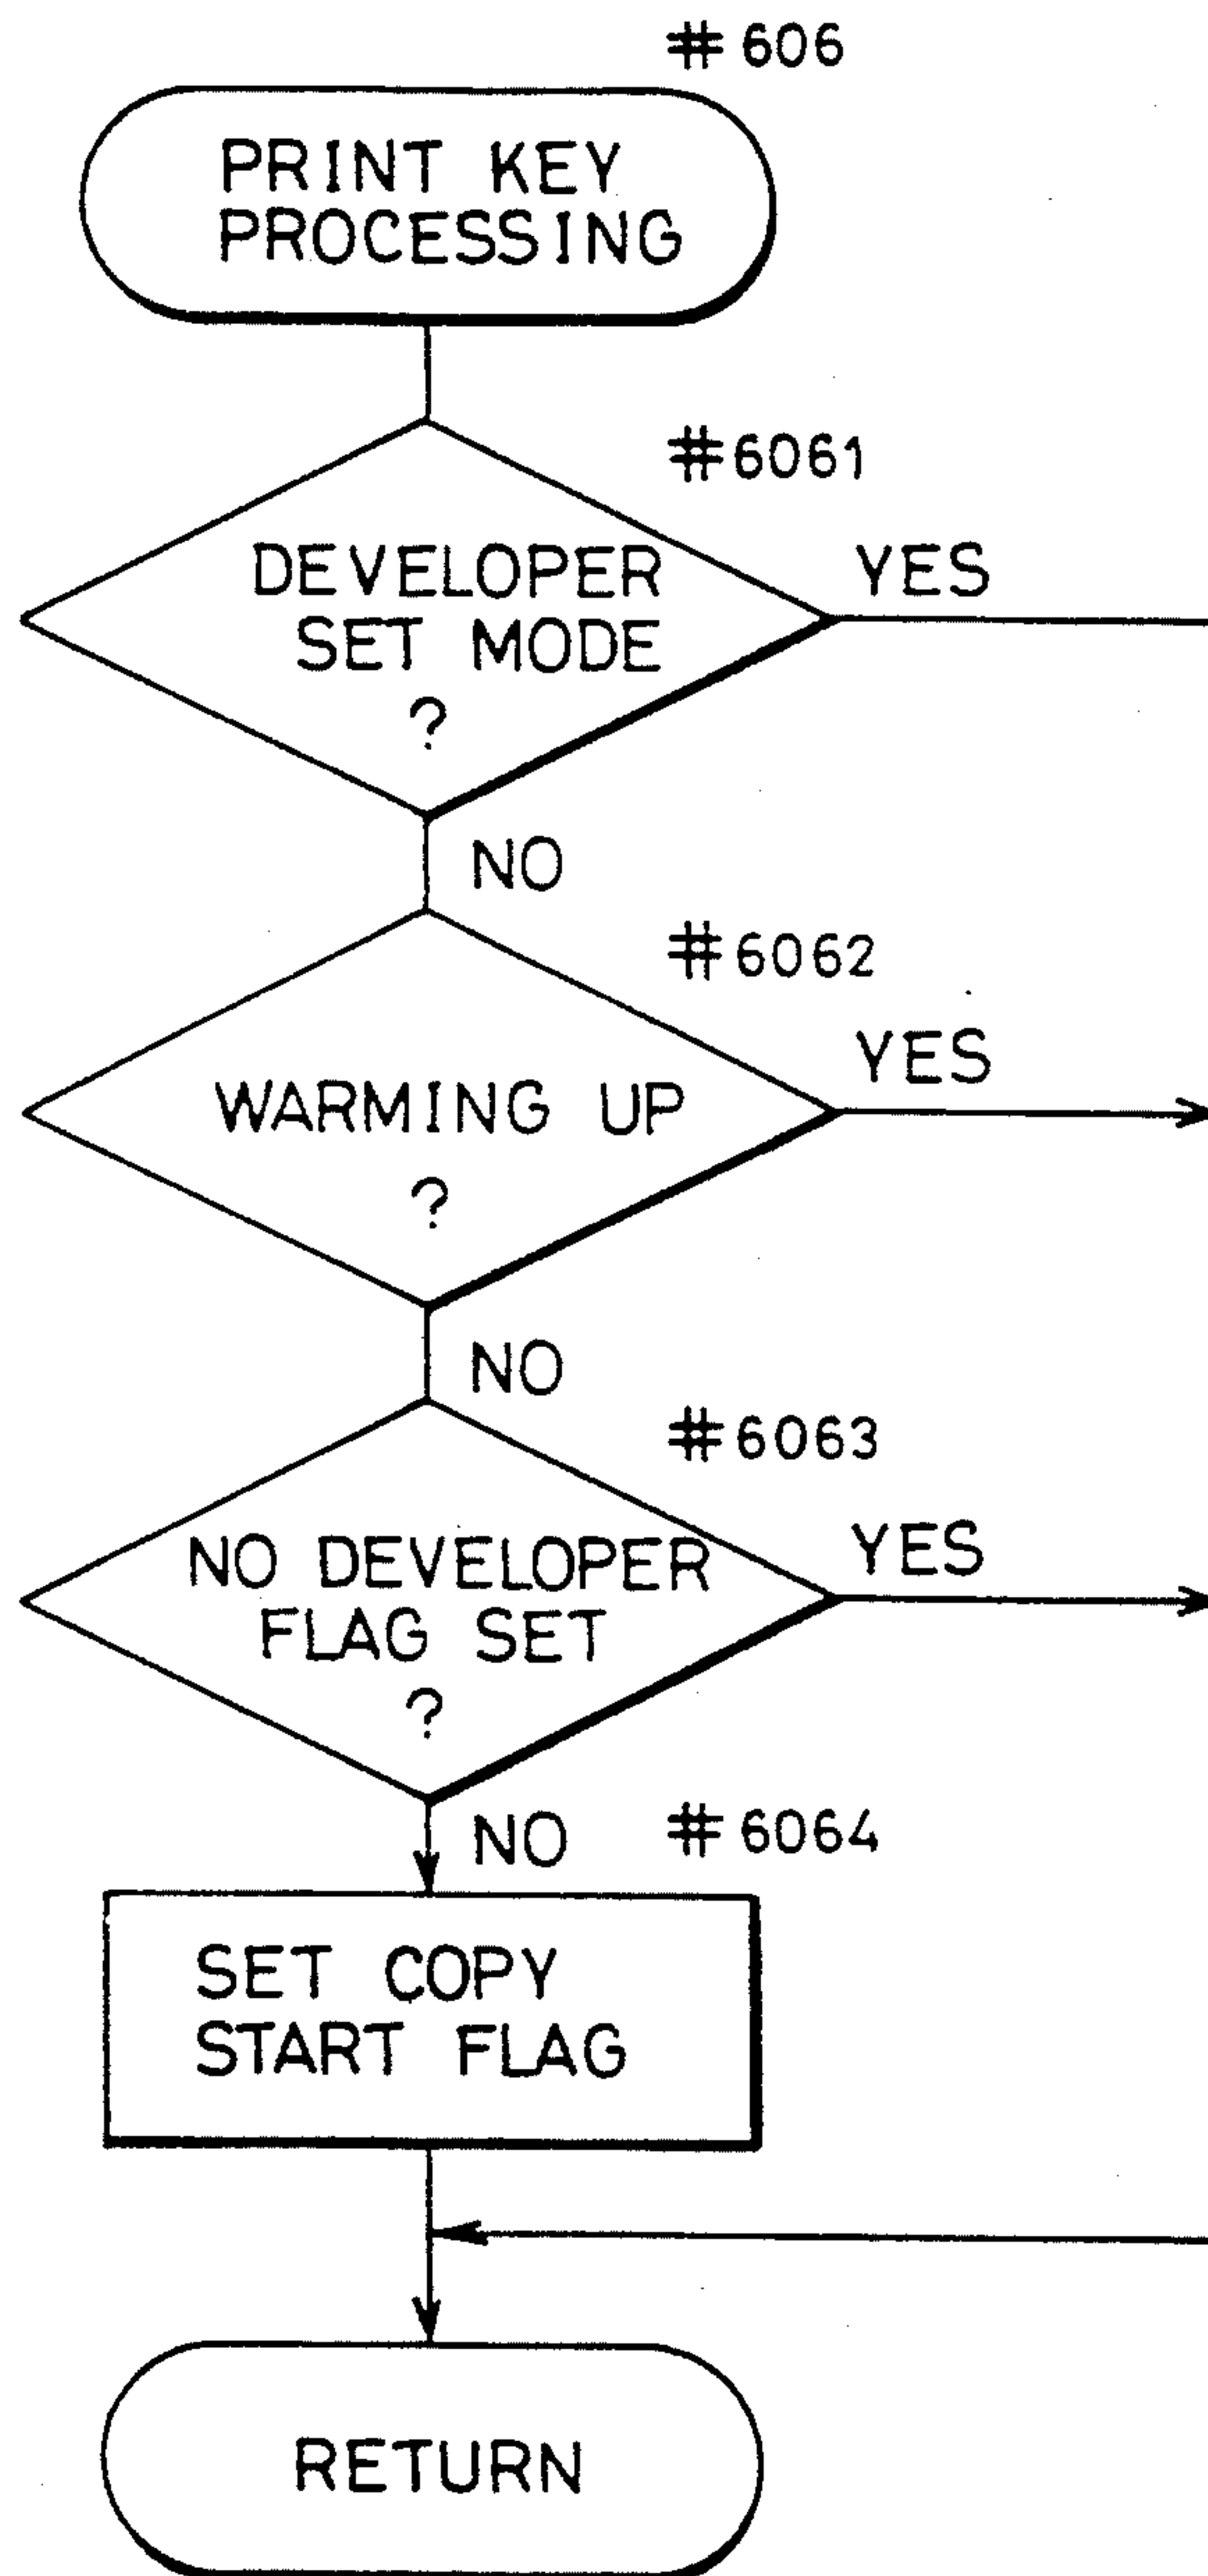 # 606
PRINT KEY
PROCESSING
#6061
DEVELOPER
SET MODE
?
YES
NO
#6062
WARMING UP
?
YES
NO
#6063
NO DEVELOPER
FLAG SET
?
YES
NO
# 6064
SET COPY
START FLAG
RETURN